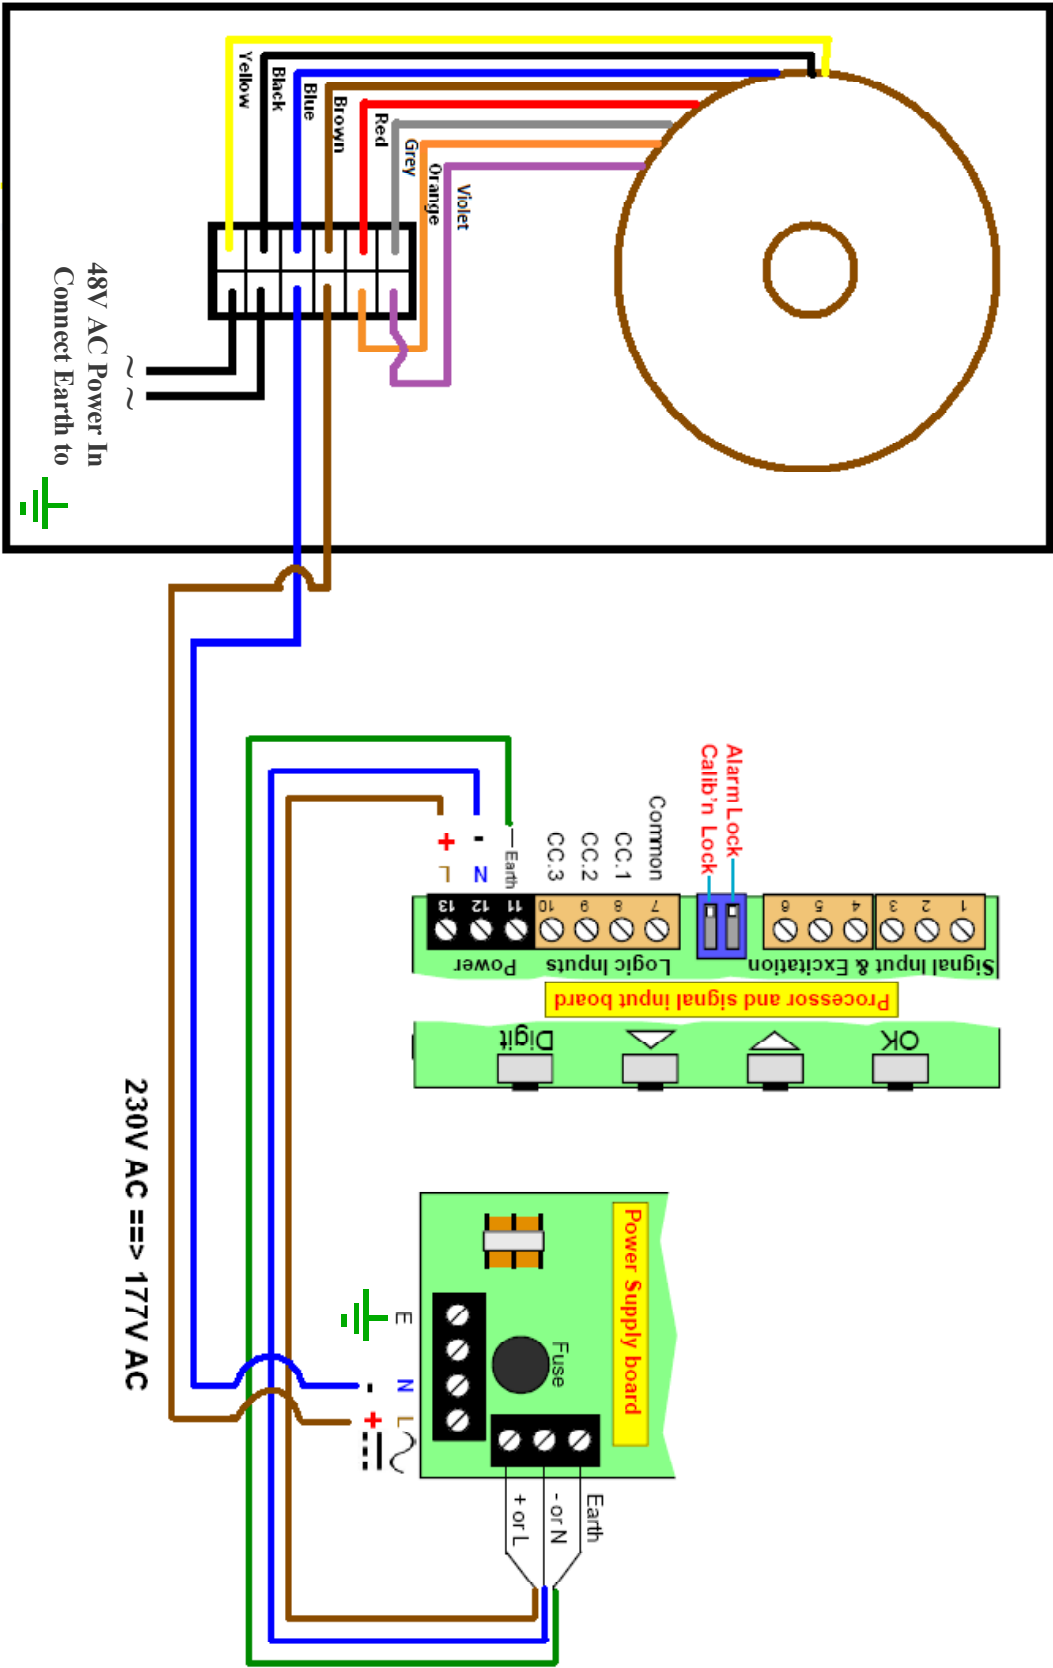 Yellow
Black
Blue
Brown
Red
Grey
Orange
Violet
48V AC Power In
Connect Earth to
~
~
Alarm Lock
Calib'n Lock
Common
CC.1
CC.2
CC.3
Earth
- N
+ L
13 12 11 10 9 8 7 6 5 4 3 2 1
Power
Logic Inputs
Signal Input & Excitation
Processor and signal input board
Digit
OK
230V AC ==> 177V AC
Power Supply board
Fuse
E
N -
L +
Earth
- or N
+ or L